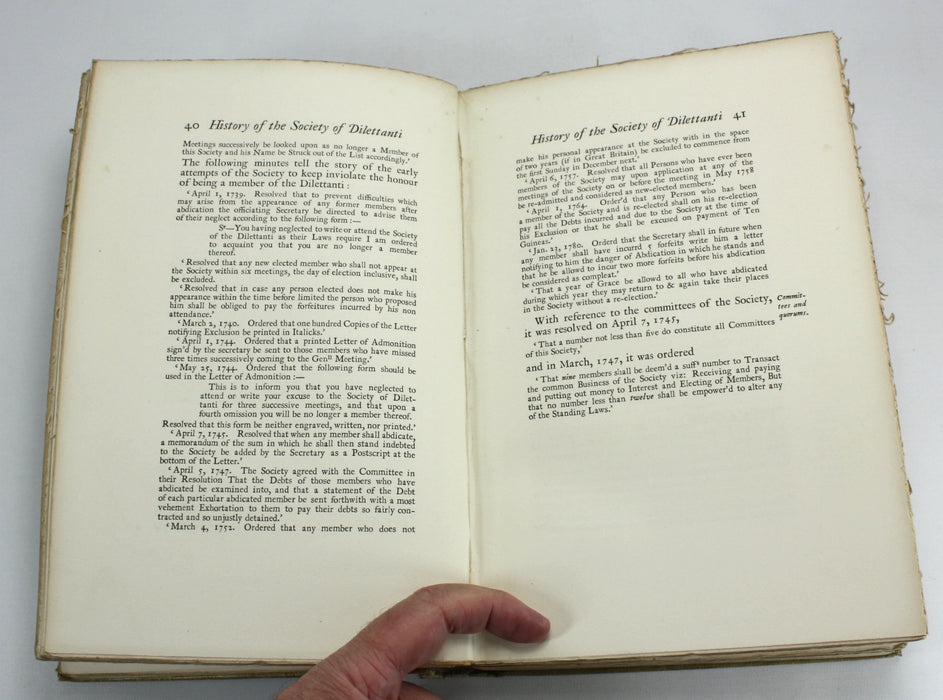 40 History of the Society of Dilettanti
Meetings successively be looked upon as no longer a Member of
this Society and his Name be Struck out of the List accordingly.'
The following minutes tell the story of the early
attempts of the Society to keep inviolate the honour
of being a member of the Dilettanti:
'April 1, 1739. Resolved that to prevent difficulties which
may arise from the appearance of any former members after
abdication the officiating Secretary be directed to advise them
of their neglect according to the following form:—
Sr—You having neglected to write or attend the Society
of the Dilettanti as their Laws require I am ordered
to acquaint you that you are no longer a member
thereof.
'Resolved that any new elected member who shall not appear at
the Society within six meetings, the day of election inclusive, shall
be excluded.
'Resolved that in case any person elected does not make his
appearance within the time before limited the person who proposed
him shall be obliged to pay the forfeitures incurred by his non
attendance.'
'March 2, 1740. Ordered that one hundred Copies of the Letter
notifying Exclusion be printed in Italicks.'
'April 1, 1744. Ordered that a printed Letter of Admonition
sign'd by the secretary be sent to those members who have missed
three times successively coming to the Genll Meeting.'
'May 25, 1744. Ordered that the following form should be
used in the Letter of Admonition:—
This is to inform you that you have neglected to
attend or write your excuse to the Society of Dilet-
tanti for three successive meetings, and that upon a
fourth omission you will be no longer a member thereof.
Resolved that this form be neither engraved, written, nor printed.'
'April 7, 1745. Resolved that when any member shall abdicate,
a memorandum of the sum in which he shall then stand indebted
to the Society be added by the Secretary as a Postscript at the
bottom of the Letter.'
'April 5, 1747. The Society agreed with the Committee in
their Resolution That the Debts of those members who have
abdicated be examined into, and that a statement of the Debt
of each particular abdicated member be sent forthwith with a most
vehement Exhortation to them to pay their debts so fairly con-
tracted and so unjustly detained.'
'March 4, 1752. Ordered that any member who does not
History of the Society of Dilettanti 41
make his personal appearance at the Society with in the space
of two years (if in Great Britain) be excluded to commence from
the first Sunday in December next.'
'April 6, 1757. Resolved that all Persons who have ever been
members of the Society may upon application at any of the
meetings of the Society on or before the meeting in May 1758
be re-admitted and considered as new-elected members.'
'April 1, 1764. Order'd that any Person who has been
a member of the Society and is re-elected shall on his re-election
pay all the Debts incurred and due to the Society at the time of
his Exclusion or that he shall be excused on payment of Ten
Guineas.'
'Jan. 23, 1780. Ordered that the Secretary shall in future when
any member shall have incurd 5 forfeits write him a letter
notifying to him the danger of Abdication in which he stands and
that he be allowd to incur two more forfeits before his abdication
be considered as compleat.'
'That a year of Grace be allowd to all who have abdicated
during which year they may return to & again take their places
in the Society without a re-election.'
With reference to the committees of the Society,
it was resolved on April 7, 1745,
Commit-
tees and
quorums.
'That a number not less than five do constitute all Committees
of this Society,'
and in March, 1747, it was ordered
'That nine members shall be deem'd a suff​t number to Transact
the common Business of the Society viz: Receiving and paying
and putting out money to Interest and Electing of Members, But
that no number less than twelve shall be empower'd to alter any
of the Standing Laws.'